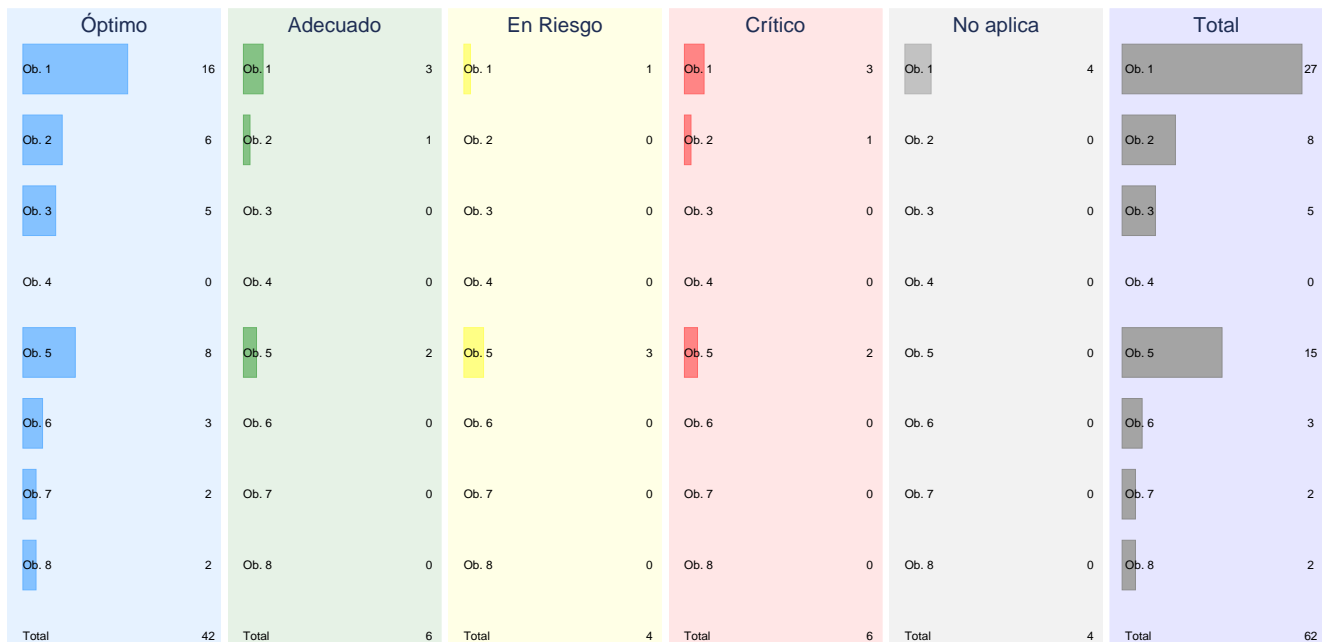 Óptimo Adecuado En Riesgo Crítico No aplica Total
Ob. 1 16 Ob. 1 3 Ob. 1 1 Ob. 1 3 Ob. 1 4 Ob. 1 27
Ob. 2 6 Ob. 2 1 Ob. 2 0 Ob. 2 1 Ob. 2 0 Ob. 2 8
Ob. 3 5 Ob. 3 0 Ob. 3 0 Ob. 3 0 Ob. 3 0 Ob. 3 5
Ob. 4 0 Ob. 4 0 Ob. 4 0 Ob. 4 0 Ob. 4 0 Ob. 4 0
Ob. 5 8 Ob. 5 2 Ob. 5 3 Ob. 5 2 Ob. 5 0 Ob. 5 15
Ob. 6 3 Ob. 6 0 Ob. 6 0 Ob. 6 0 Ob. 6 0 Ob. 6 3
Ob. 7 2 Ob. 7 0 Ob. 7 0 Ob. 7 0 Ob. 7 0 Ob. 7 2
Ob. 8 2 Ob. 8 0 Ob. 8 0 Ob. 8 0 Ob. 8 0 Ob. 8 2
Total 42 Total 6 Total 4 Total 6 Total 4 Total 62